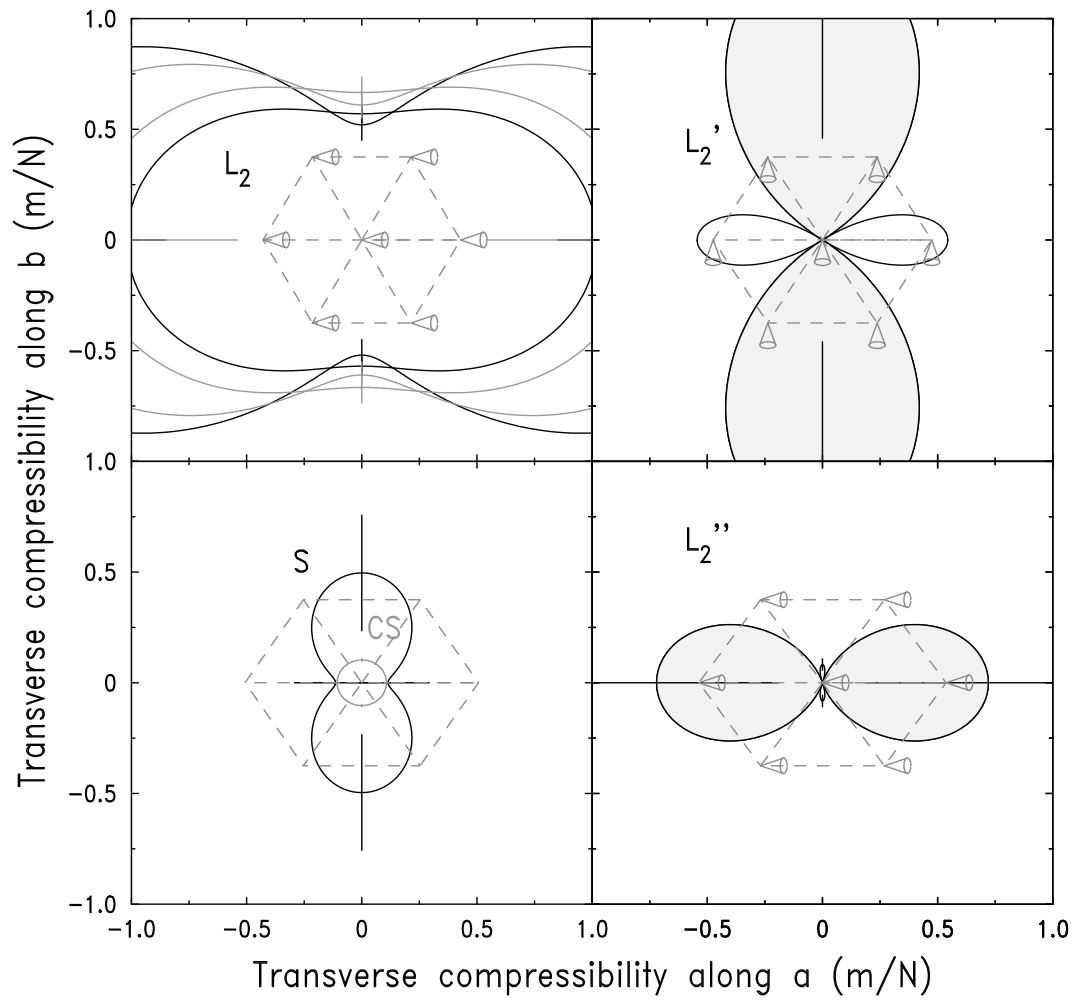 Transverse compressibility along b (m/N)
1.0
0.5
0
−0.5
1.0
0.5
0
−0.5
−1.0
L2
L2'
S
CS
L2''
−1.0 −0.5 0 0.5 1.0 −0.5 0 0.5 1.0
Transverse compressibility along a (m/N)